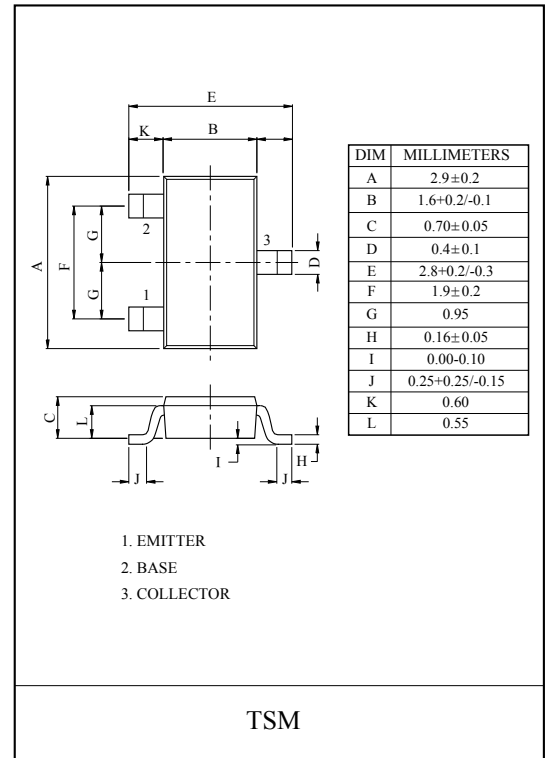 E
K B
2
3
G
A
F
D
G
1
C
L
I
H
J
J
DIM MILLIMETERS
A 2.9±0.2
B 1.6+0.2/-0.1
C 0.70±0.05
D 0.4±0.1
E 2.8+0.2/-0.3
F 1.9±0.2
G 0.95
H 0.16±0.05
I 0.00-0.10
J 0.25+0.25/-0.15
K 0.60
L 0.55
1. EMITTER
2. BASE
3. COLLECTOR
TSM